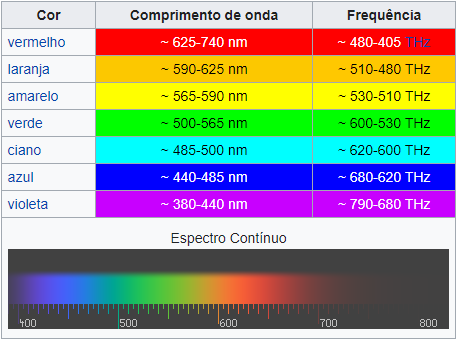 Cor Comprimento de onda Frequência
vermelho ~ 625-740 nm ~ 480-405 THz
laranja ~ 590-625 nm ~ 510-480 THz
amarelo ~ 565-590 nm ~ 530-510 THz
verde ~ 500-565 nm ~ 600-530 THz
ciano ~ 485-500 nm ~ 620-600 THz
azul ~ 440-485 nm ~ 680-620 THz
violeta ~ 380-440 nm ~ 790-680 THz
Espectro Contínuo
400 500 600 700 800